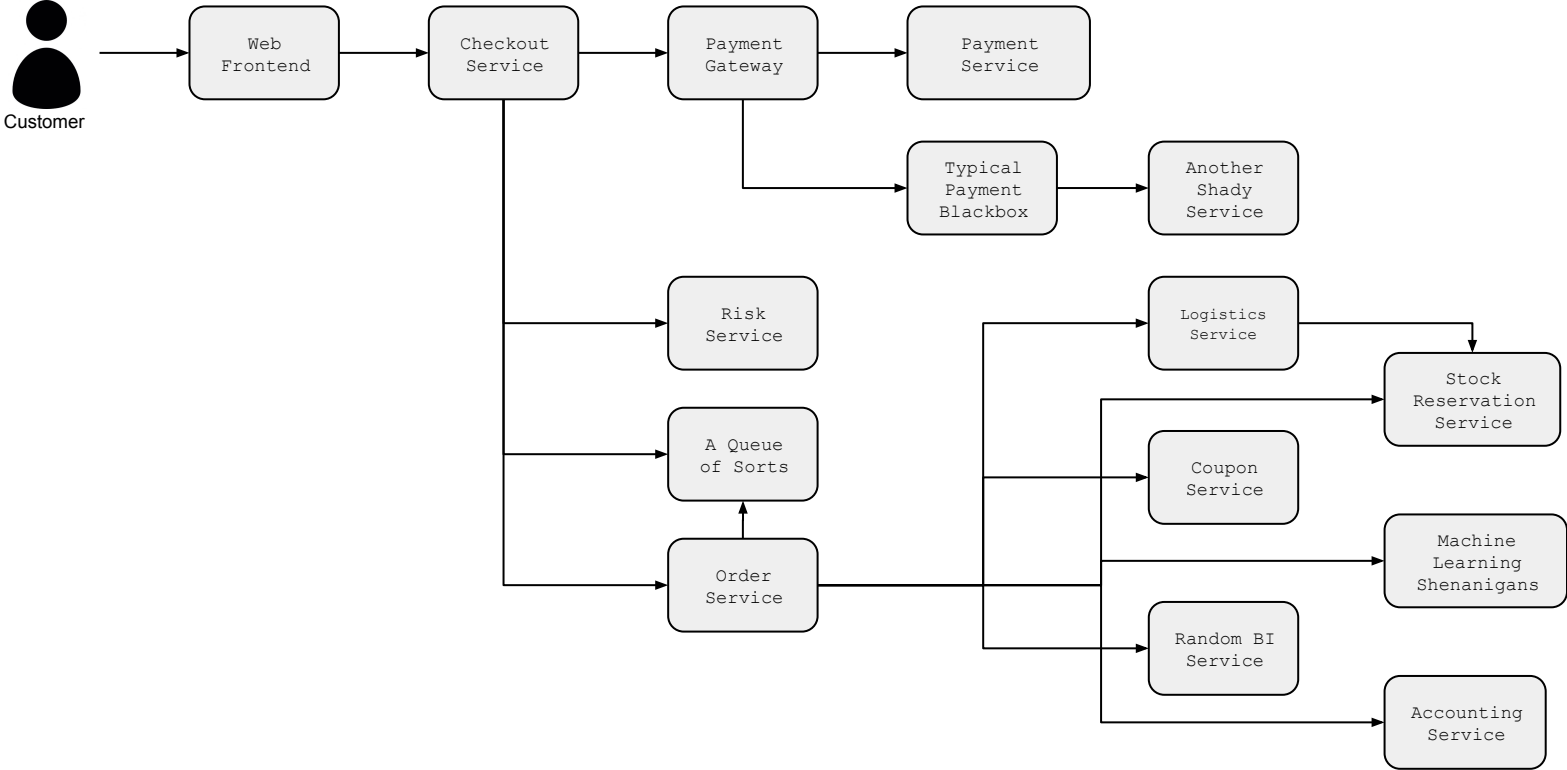 Web
Frontend
Checkout
Service
Payment
Gateway
Payment
Service
Customer
Typical
Payment
Blackbox
Another
Shady
Service
Risk
Service
Logistics
Service
Stock
Reservation
Service
A Queue
of Sorts
Coupon
Service
Order
Service
Machine
Learning
Shenanigans
Random BI
Service
Accounting
Service